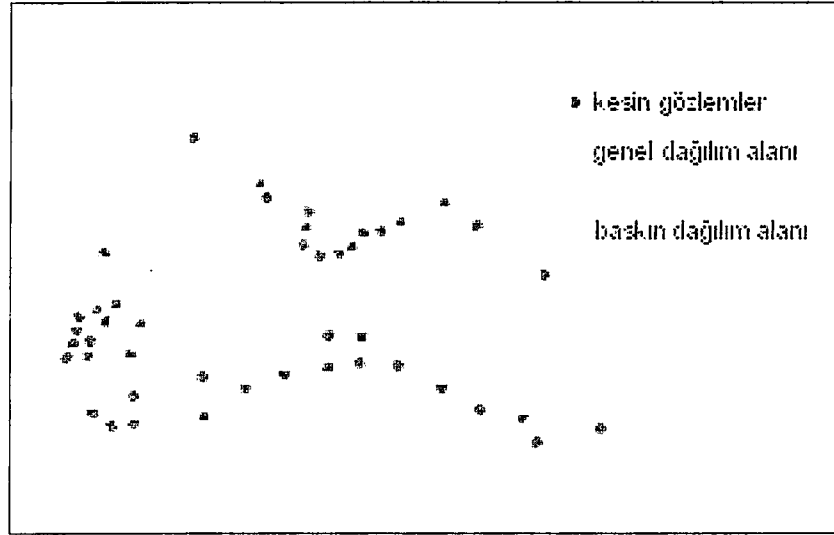 kesin gözlemler
genel dağılım alanı
baskın dağılım alanı